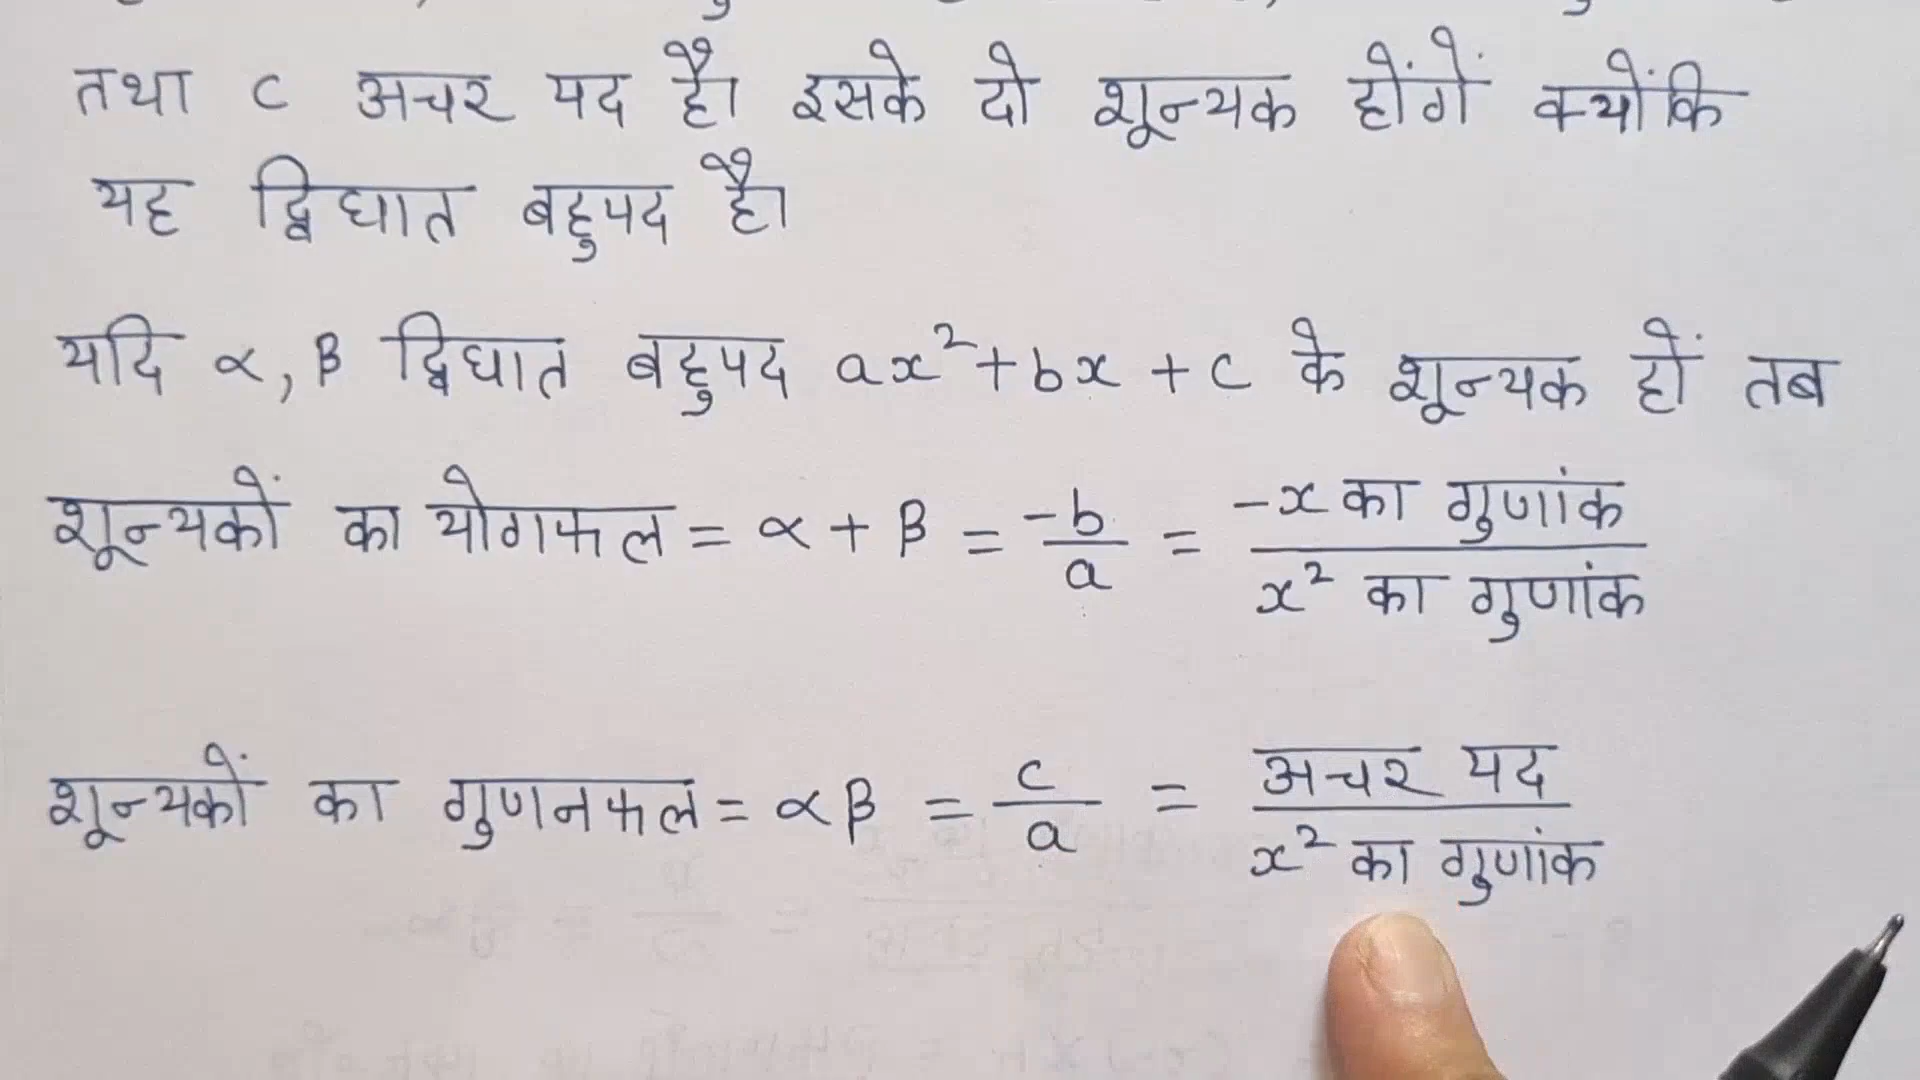 तथा c अचर पद है। इसके दो शून्यक होंगें क्योंकि
यह द्विघात बहुपद है।
यदि α, β द्विघात बहुपद ax²+bx+c के शून्यक हों तब
शून्यकों का योगफल = α + β = -b/a = -x का गुणांक/x² का गुणांक
शून्यकों का गुणनफल = αβ = c/a = अचर पद/x² का गुणांक